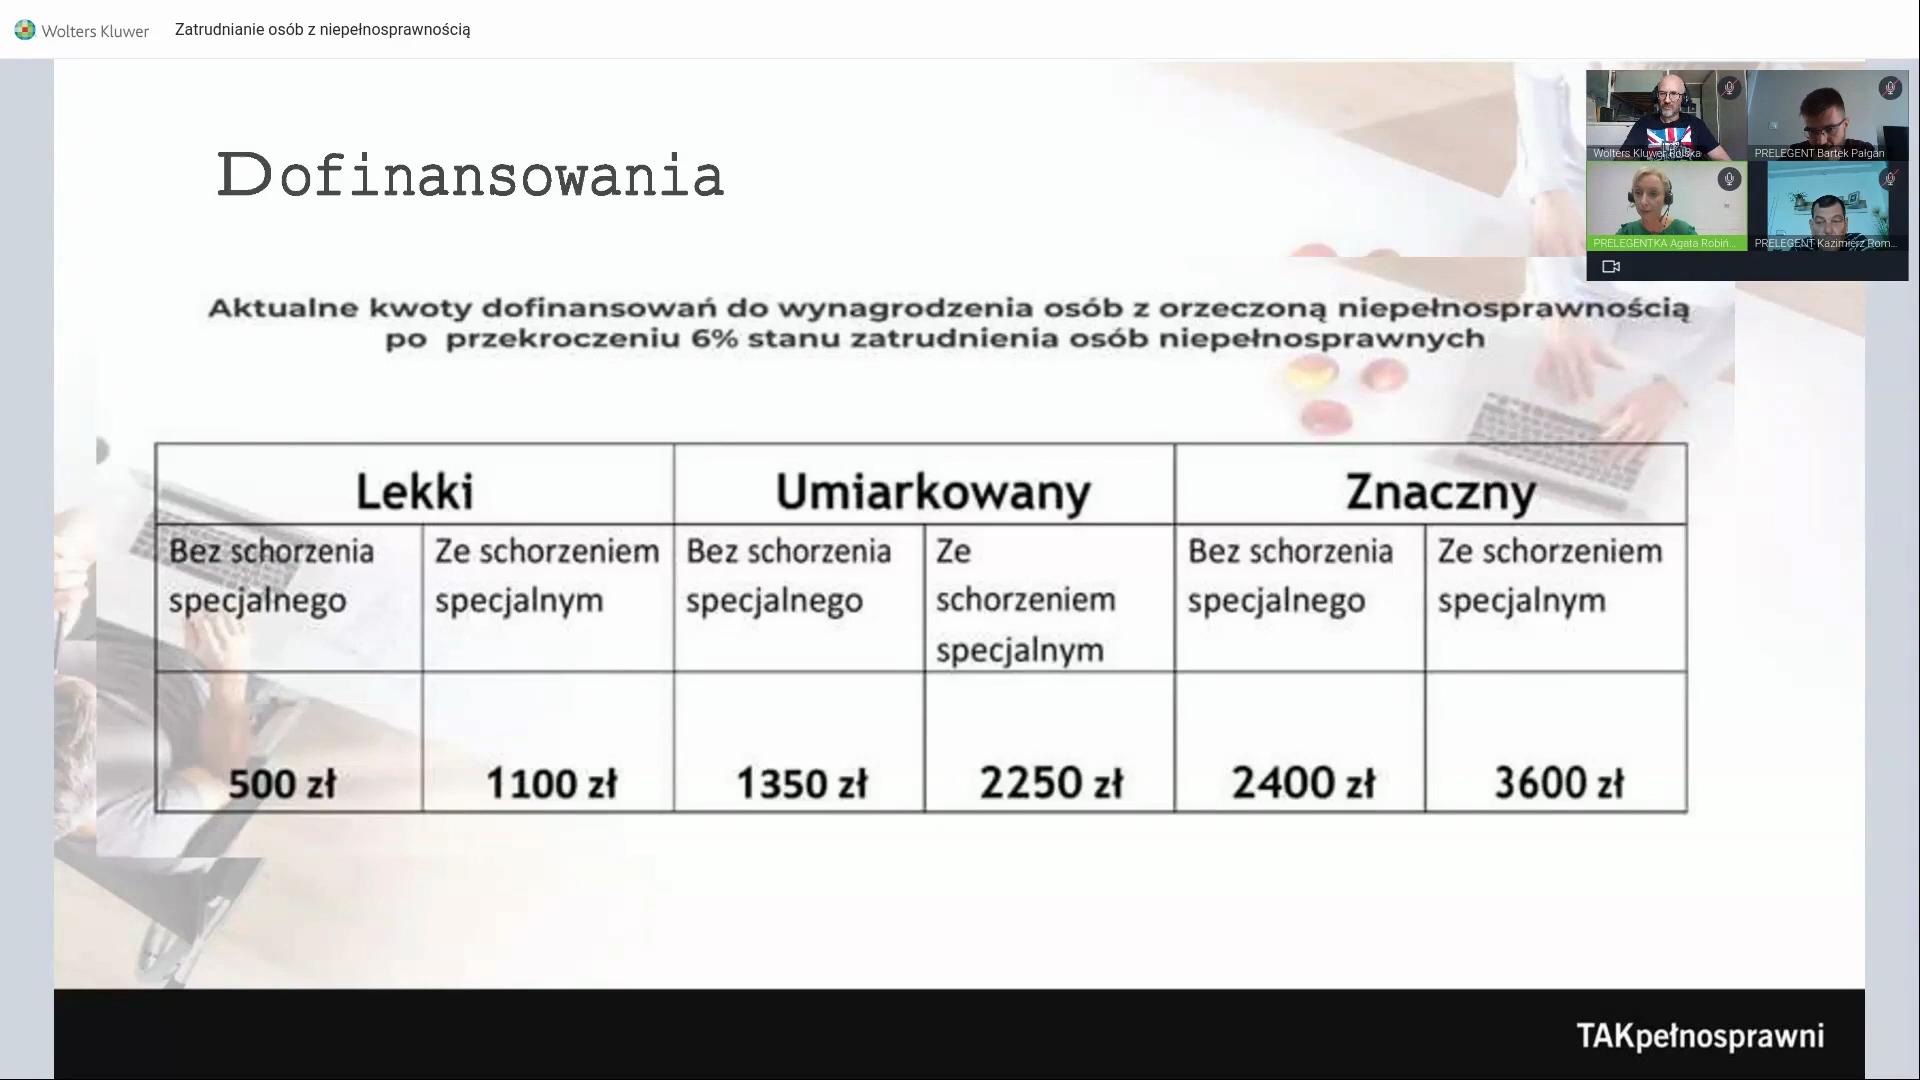 Wolters Kluwer
Zatrudnianie osób z niepełnosprawnością
Wolters Kluwer Polska
PRELEGENT Bartek Pałgan
PRELEGENTKA Agata Robiń...
PRELEGENT Kazimierz Rom...
Dofinansowania
Aktualne kwoty dofinansowań do wynagrodzenia osób z orzeczoną niepełnosprawnością
po przekroczeniu 6% stanu zatrudnienia osób niepełnosprawnych
Lekki
Umiarkowany
Znaczny
Bez schorzenia
specjalnego
Ze schorzeniem
specjalnym
Bez schorzenia
specjalnego
Ze
schorzeniem
specjalnym
Bez schorzenia
specjalnego
Ze schorzeniem
specjalnym
500 zł
1100 zł
1350 zł
2250 zł
2400 zł
3600 zł
TAKpełnosprawni